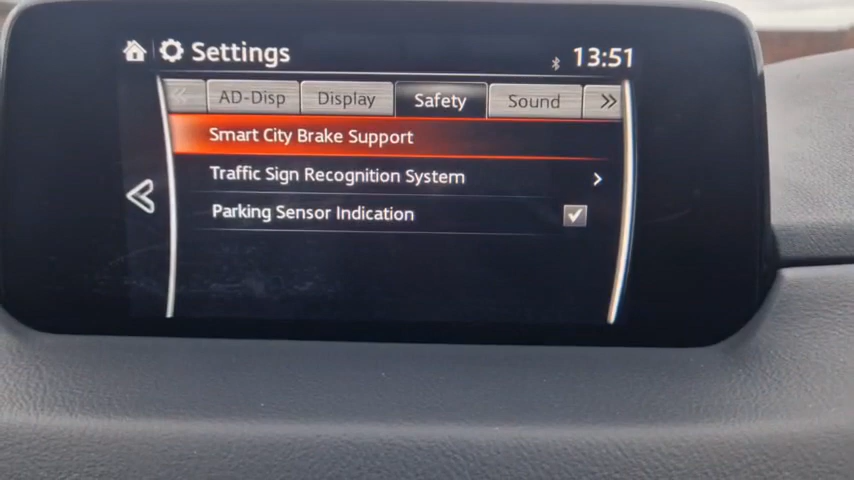 Settings
13:51
AD-Disp
Display
Safety
Sound
Smart City Brake Support
Traffic Sign Recognition System
Parking Sensor Indication